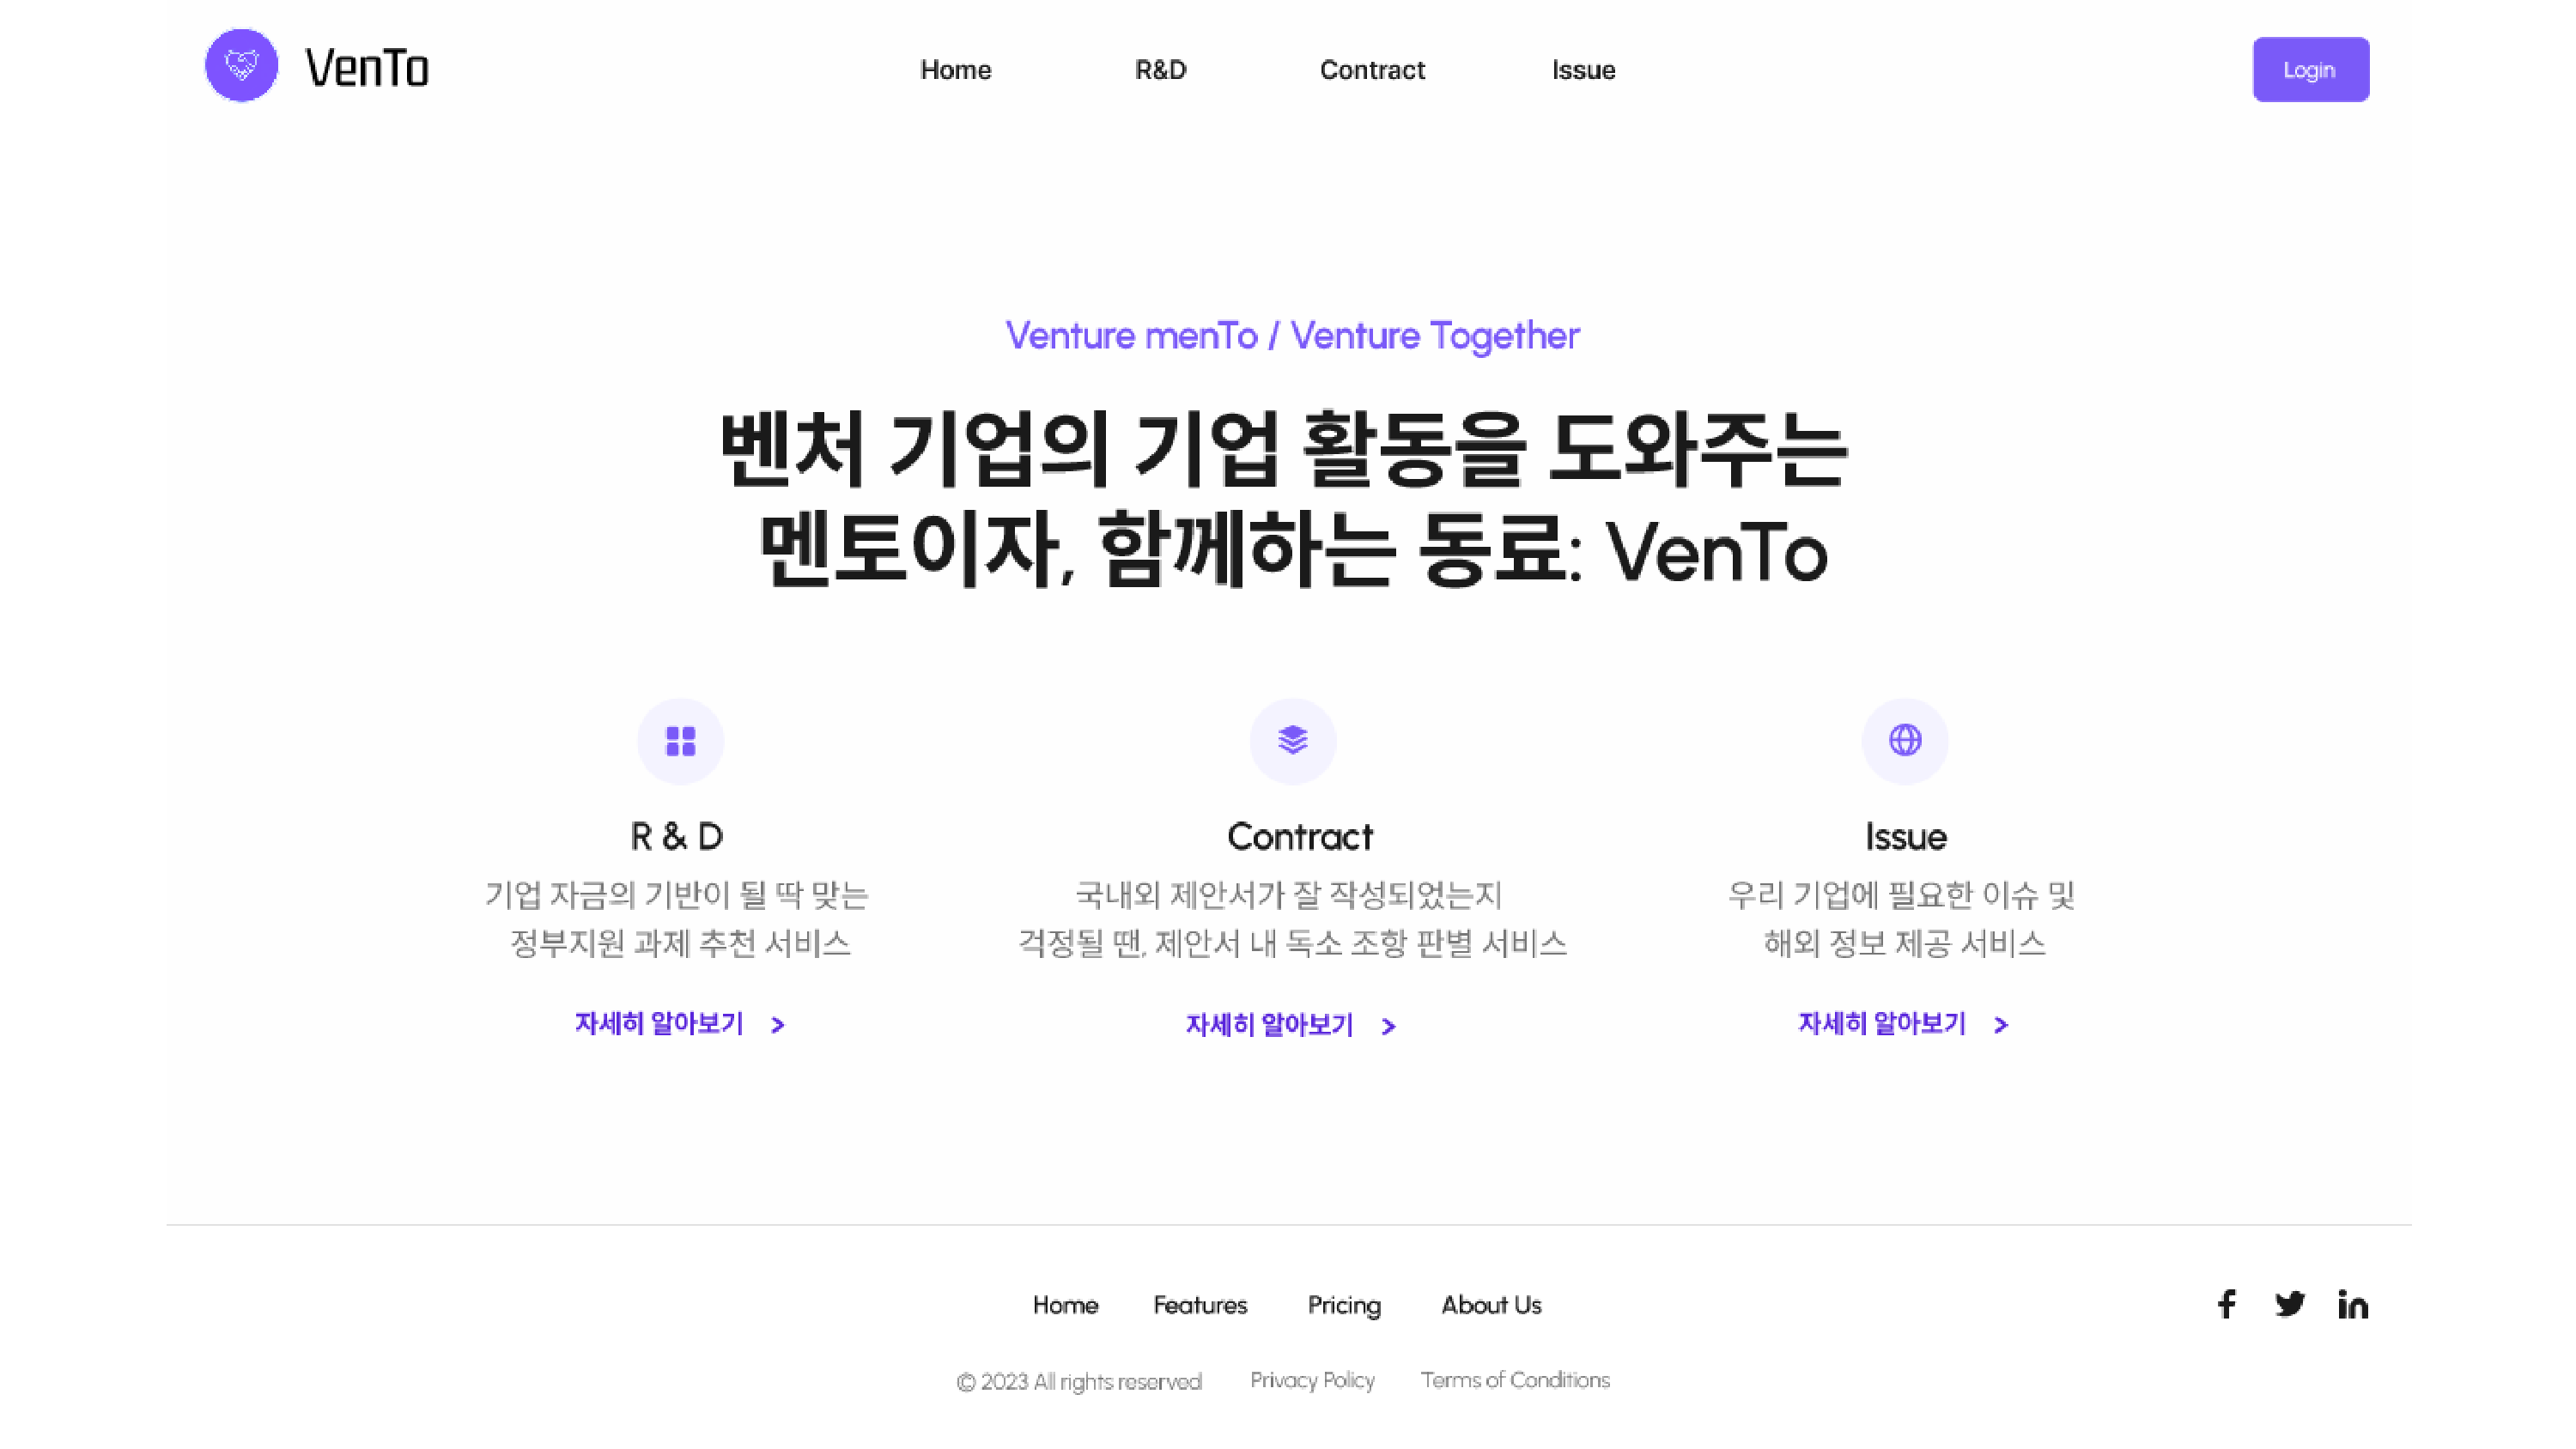 VenTo
Home R&D Contract Issue
Login
Venture menTo / Venture Together
벤처 기업의 기업 활동을 도와주는
멘토이자, 함께하는 동료: VenTo
R & D
기업 자금의 기반이 될 딱 맞는
정부지원 과제 추천 서비스
자세히 알아보기 >
Contract
국내외 제안서가 잘 작성되었는지
걱정될 땐, 제안서 내 독소 조항 판별 서비스
자세히 알아보기 >
Issue
우리 기업에 필요한 이슈 및
해외 정보 제공 서비스
자세히 알아보기 >
Home Features Pricing About Us
© 2023 All rights reserved Privacy Policy Terms of Conditions